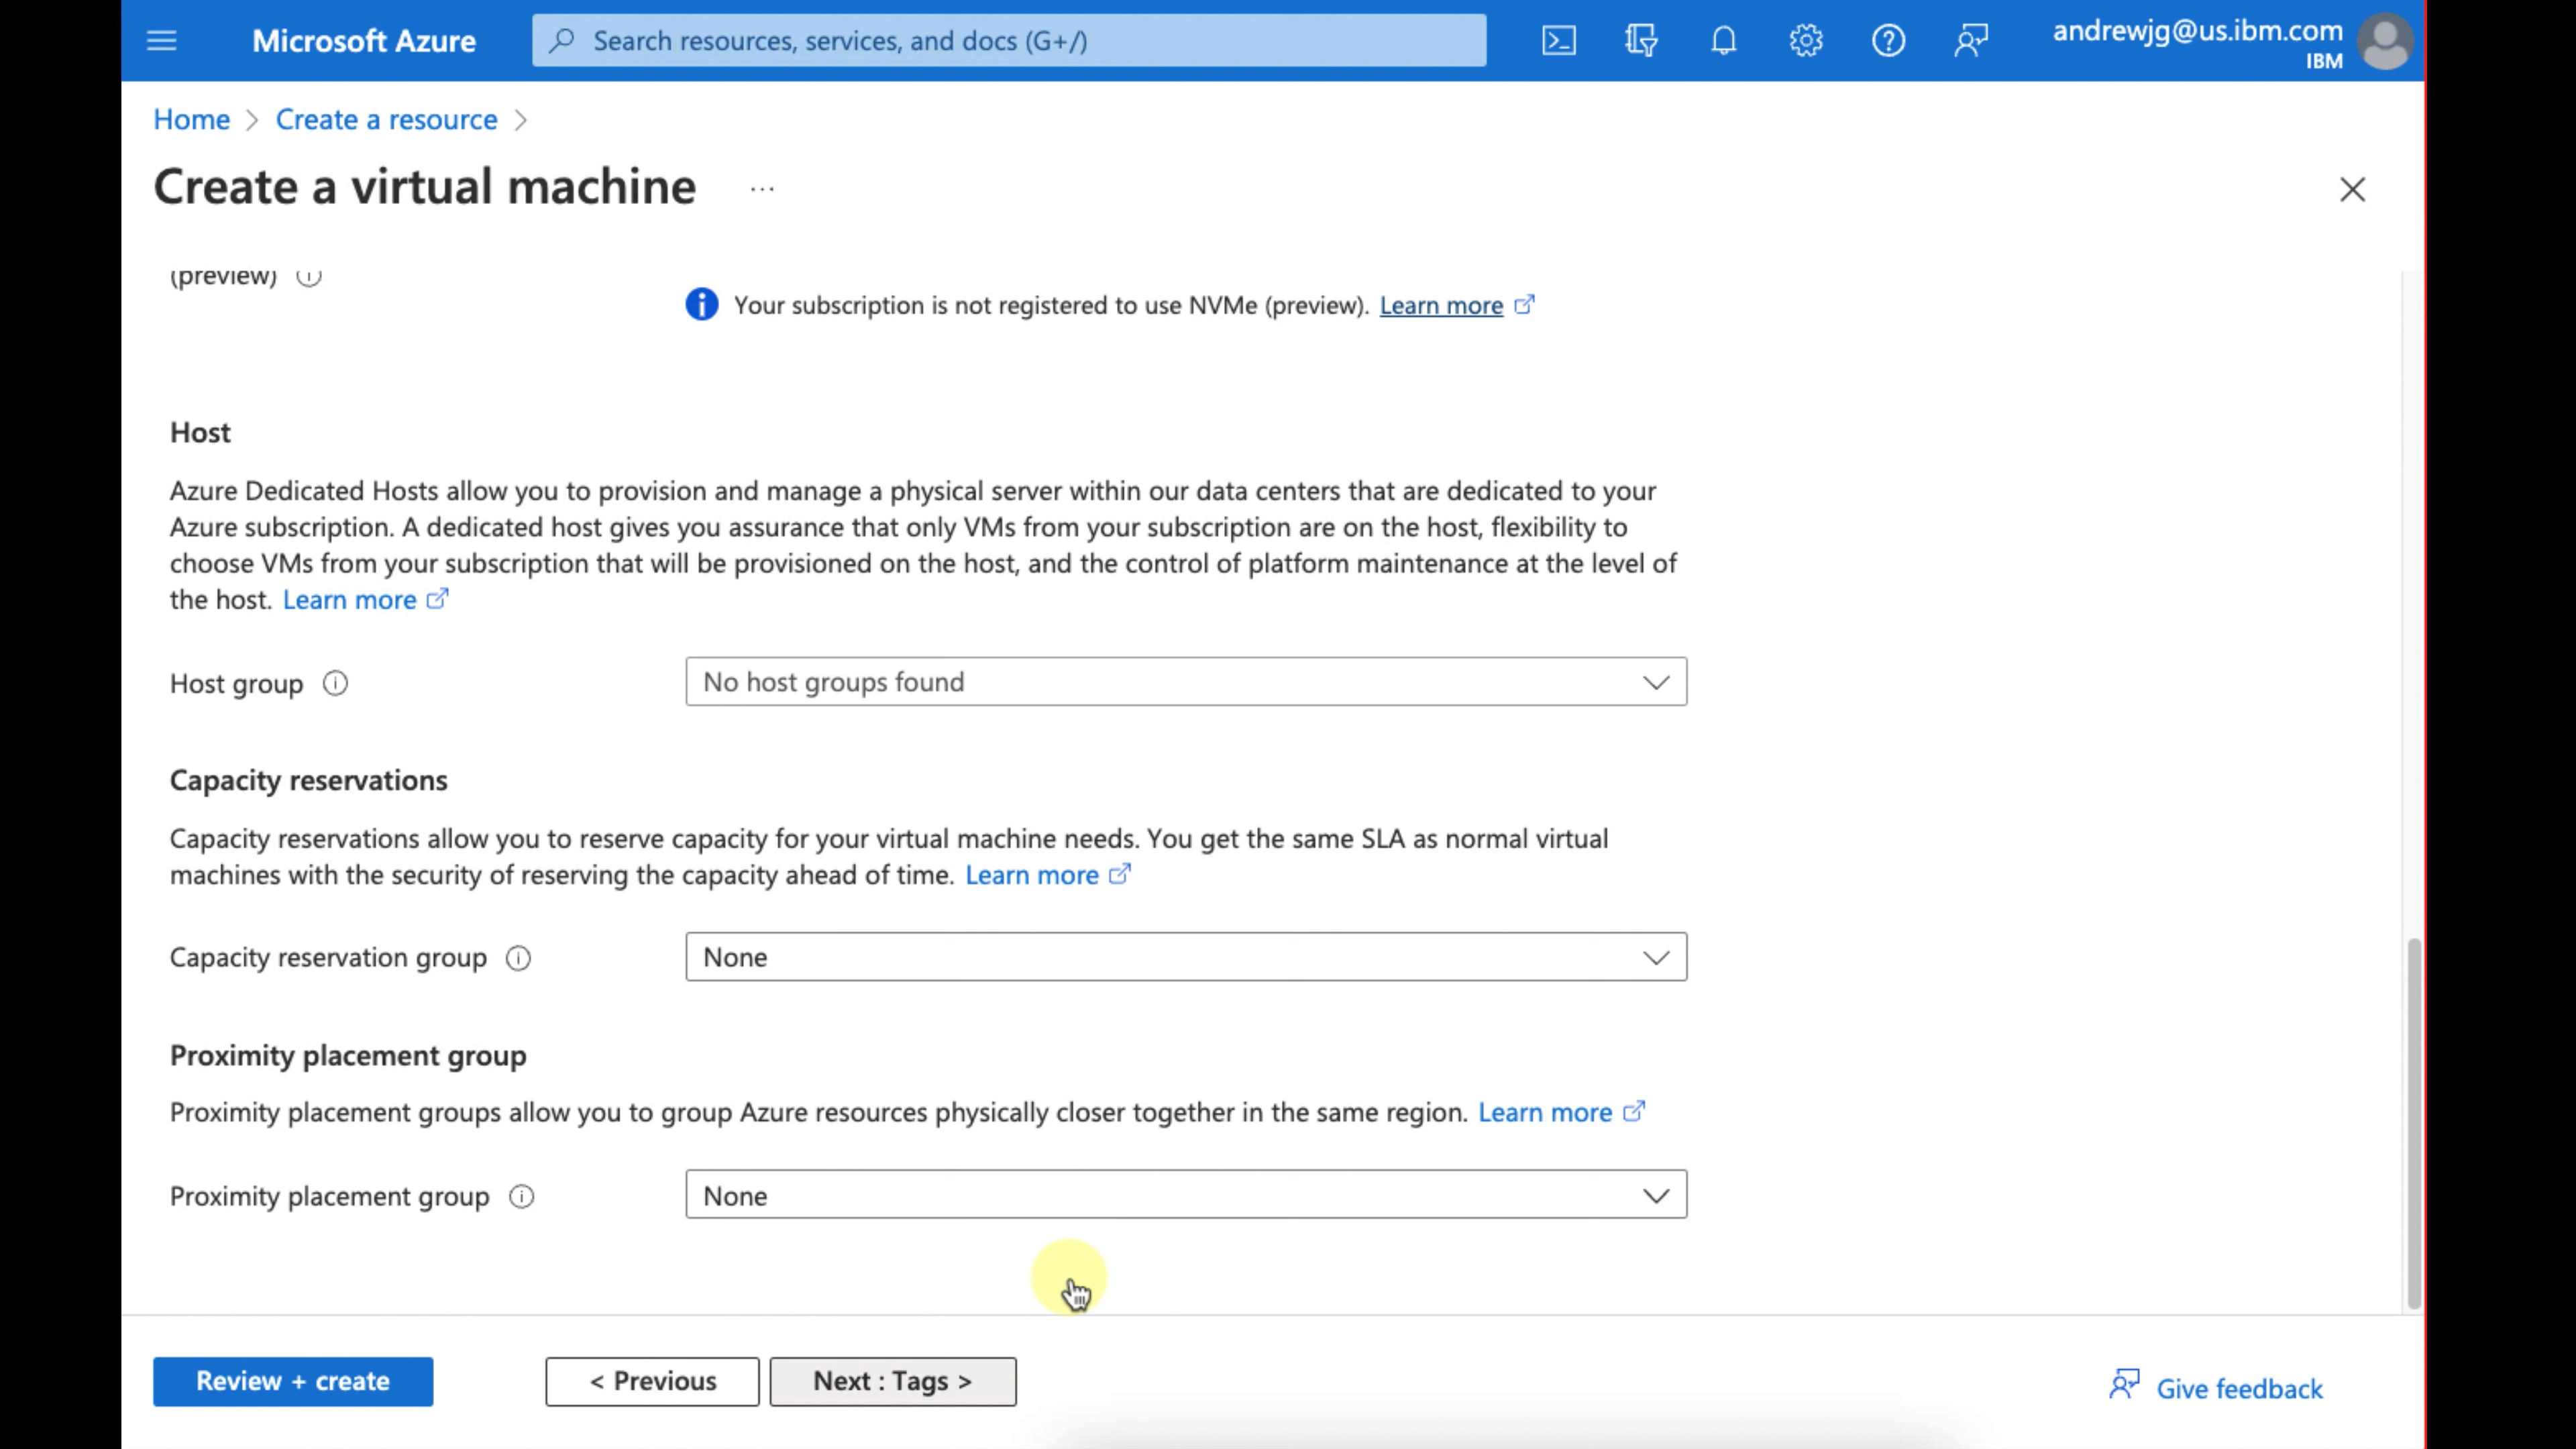 Microsoft Azure
Search resources, services, and docs (G+/)
andrewjg@us.ibm.com
IBM
Home > Create a resource >
Create a virtual machine ...
(preview)
Your subscription is not registered to use NVMe (preview). Learn more
Host
Azure Dedicated Hosts allow you to provision and manage a physical server within our data centers that are dedicated to your
Azure subscription. A dedicated host gives you assurance that only VMs from your subscription are on the host, flexibility to
choose VMs from your subscription that will be provisioned on the host, and the control of platform maintenance at the level of
the host. Learn more
Host group
No host groups found
Capacity reservations
Capacity reservations allow you to reserve capacity for your virtual machine needs. You get the same SLA as normal virtual
machines with the security of reserving the capacity ahead of time. Learn more
Capacity reservation group
None
Proximity placement group
Proximity placement groups allow you to group Azure resources physically closer together in the same region. Learn more
Proximity placement group
None
Review + create
< Previous
Next : Tags >
Give feedback